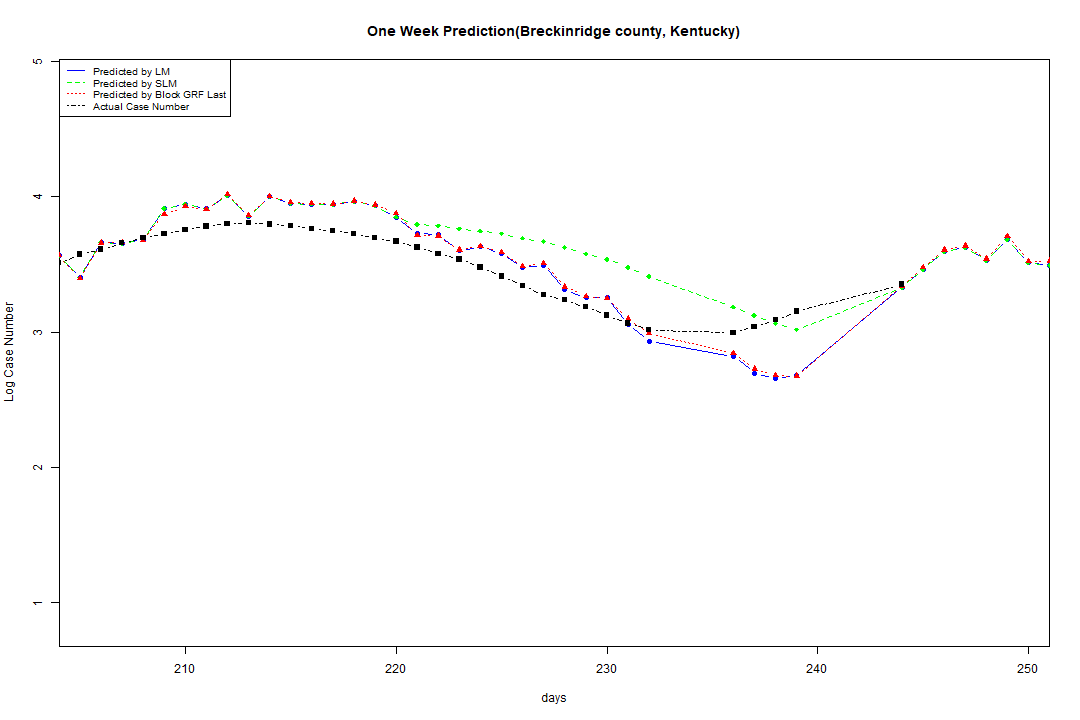 One Week Prediction(Breckinridge county, Kentucky)
Predicted by LM
Predicted by SLM
Predicted by Block GRF Last
Actual Case Number
5
4
3
2
1
Log Case Number
210 220 230 240 250
days